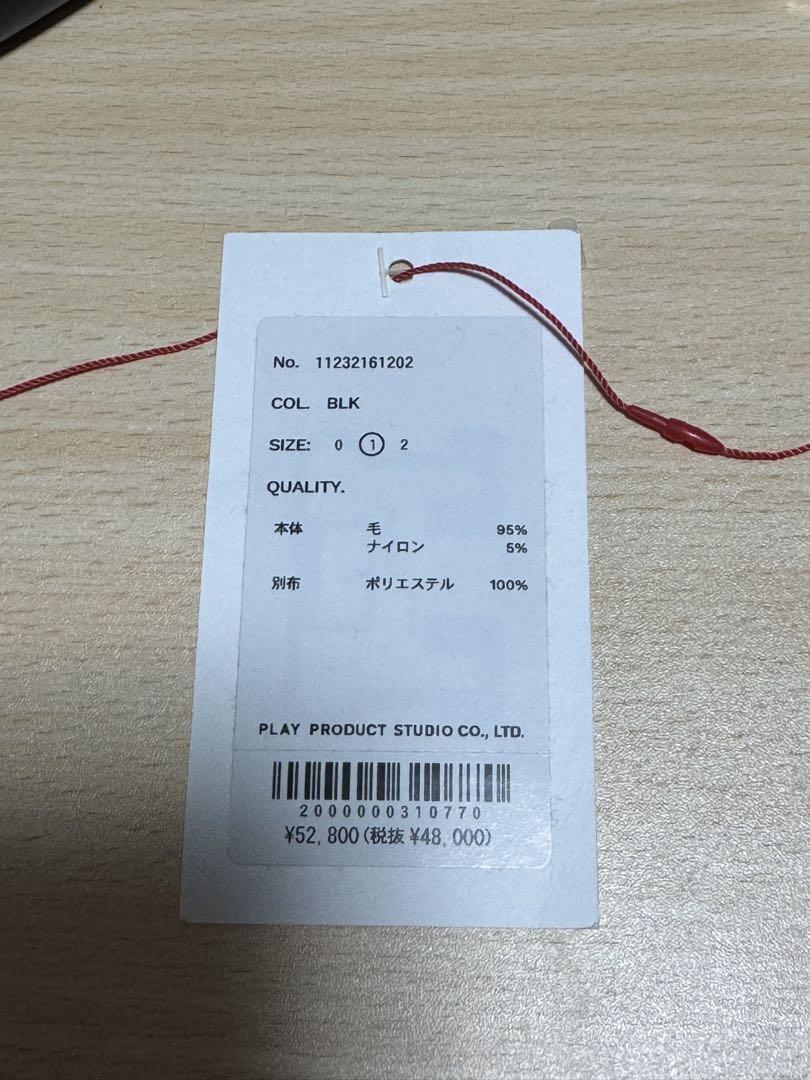 No. 11232161202
COL. BLK
SIZE: 0 1 2
QUALITY.
本体 毛 95%
ナイロン 5%
別布 ポリエステル 100%
PLAY PRODUCT STUDIO CO., LTD.
2000000310770
¥52,800(税抜 ¥48,000)